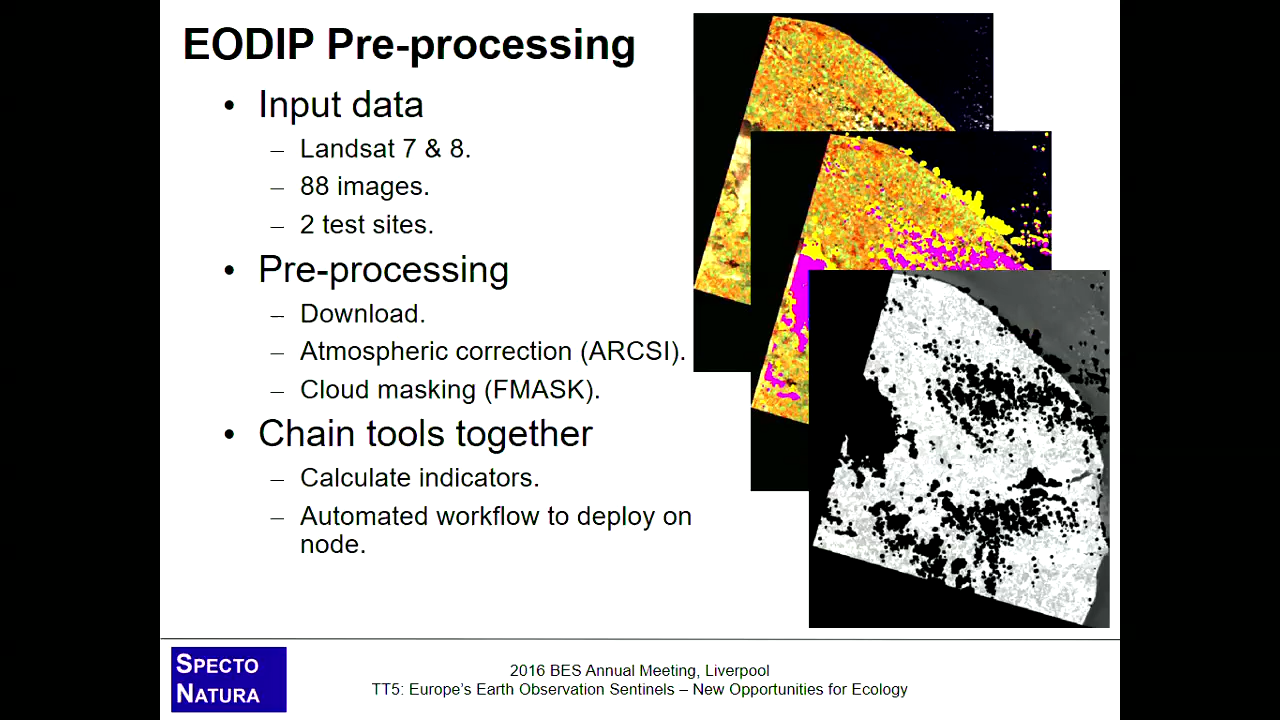 EODIP Pre-processing
• Input data
– Landsat 7 & 8.
– 88 images.
– 2 test sites.
• Pre-processing
– Download.
– Atmospheric correction (ARCSI).
– Cloud masking (FMASK).
• Chain tools together
– Calculate indicators.
– Automated workflow to deploy on
node.
SPECTO
NATURA
2016 BES Annual Meeting, Liverpool
TT5: Europe's Earth Observation Sentinels – New Opportunities for Ecology